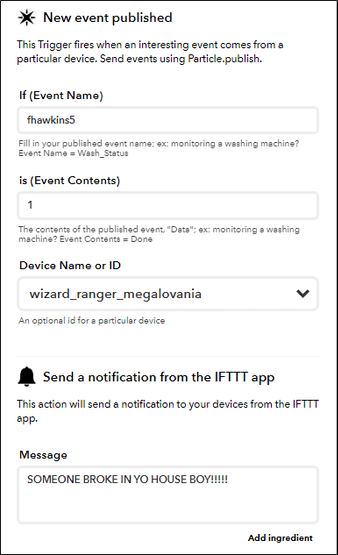 New event published
This Trigger fires when an interesting event comes from a
particular device. Send events using Particle.publish.
If (Event Name)
fhawkins5
Fill in your published event name; ex: monitoring a washing machine?
Event Name = Wash_Status
is (Event Contents)
1
The contents of the published event, "Data"; ex: monitoring a washing
machine? Event Contents = Done
Device Name or ID
wizard_ranger_megalovania
An optional id for a particular device
Send a notification from the IFTTT app
This action will send a notification to your devices from the IFTTT
app.
Message
SOMEONE BROKE IN YO HOUSE BOY!!!!!
Add ingredient